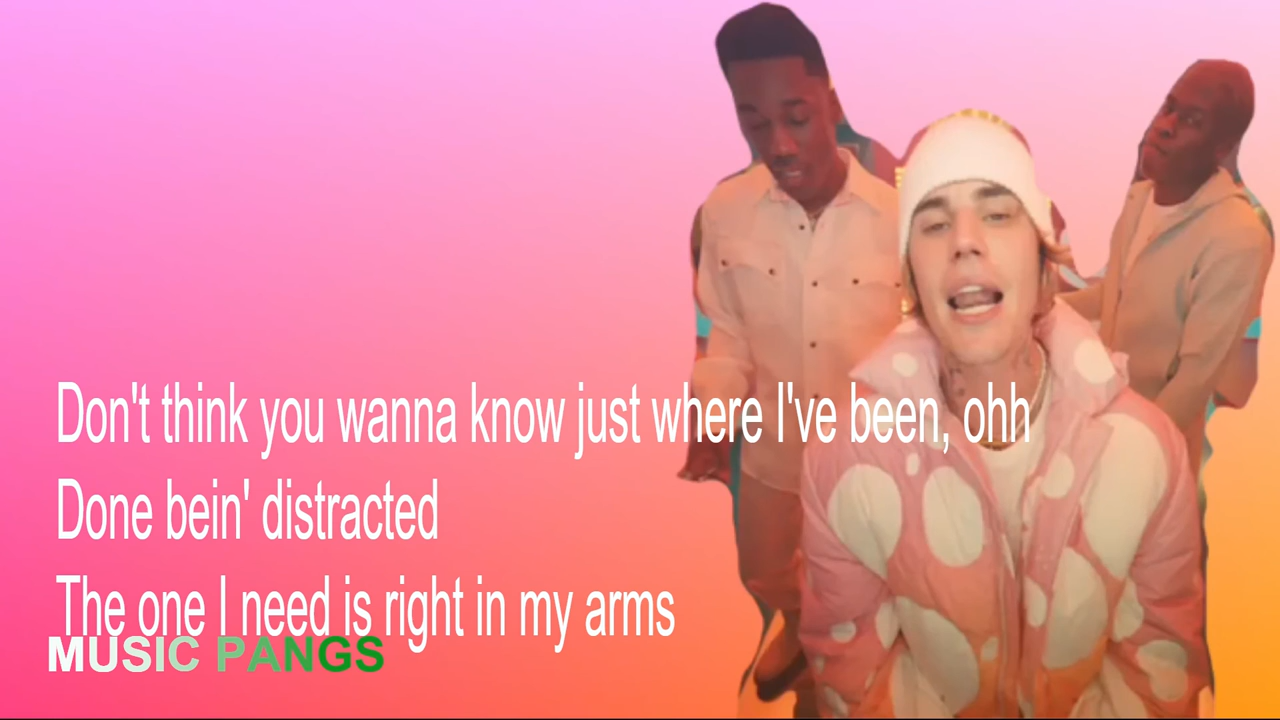 Don't think you wanna know just where I've been, ohh
Done bein' distracted
The one I need is right in my arms
MUSIC PANGS